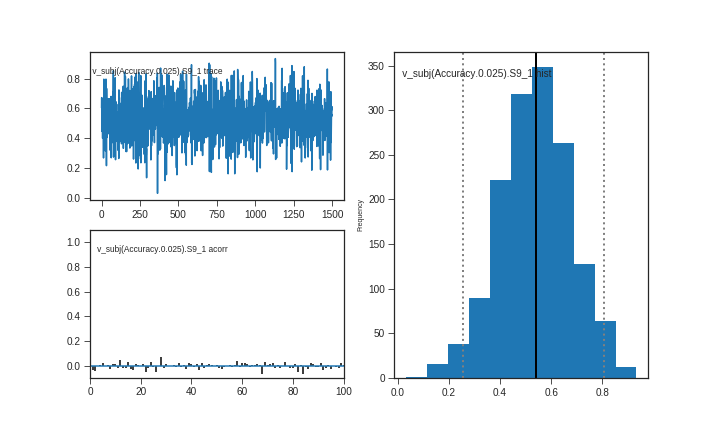 v_subj(Accuracy.0.025).S9_1 trace
0.8
0.6
0.4
0.2
0.0
0 250 500 750 1000 1250 1500
v_subj(Accuracy.0.025).S9_1 acorr
1.0
0.8
0.6
0.4
0.2
0.0
0 20 40 60 80 100
v_subj(Accuracy.0.025).S9_1 hist
Frequency
350
300
250
200
150
100
50
0
0.0 0.2 0.4 0.6 0.8